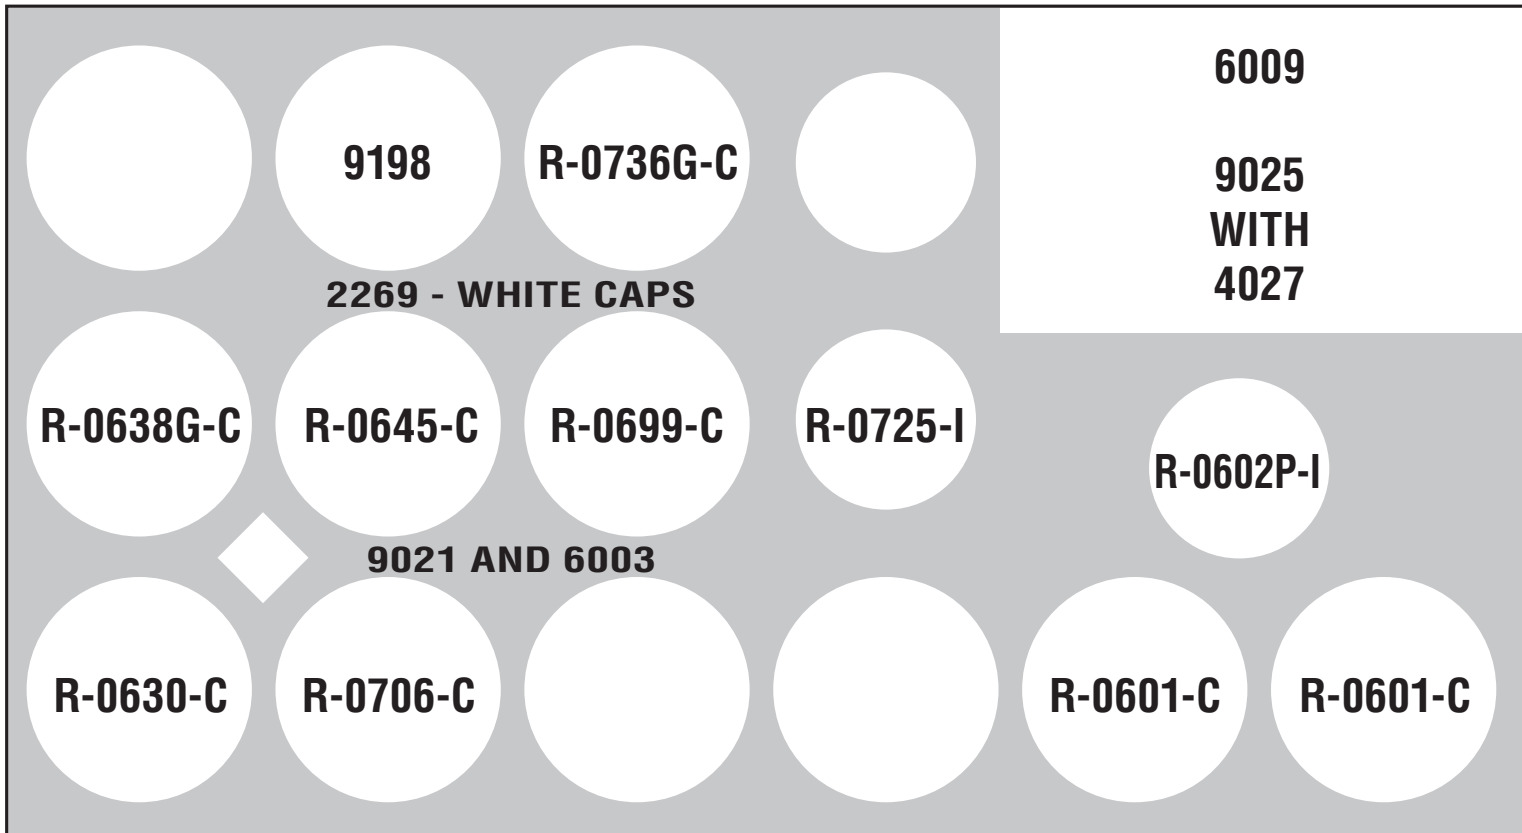 9198
R-0736G-C
6009
9025
WITH
4027
2269 - WHITE CAPS
R-0638G-C
R-0645-C
R-0699-C
R-0725-I
R-0602P-I
9021 AND 6003
R-0630-C
R-0706-C
R-0601-C
R-0601-C